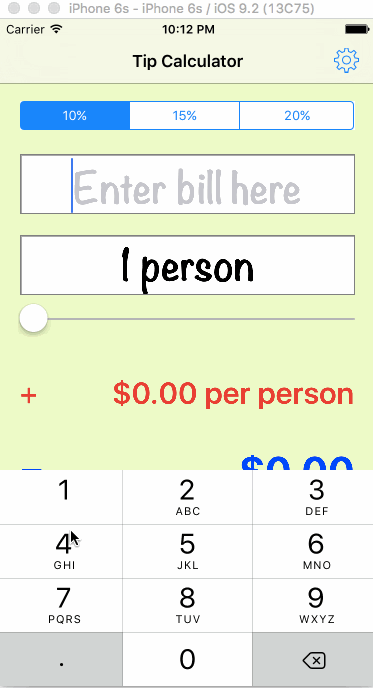 iPhone 6s - iPhone 6s / iOS 9.2 (13C75)
Carrier 10:12 PM
Tip Calculator
10% 15% 20%
Enter bill here
1 person
+ $0.00 per person
$0.00
1 2 3
ABC DEF
4 5 6
GHI JKL MNO
7 8 9
PQRS TUV WXYZ
. 0